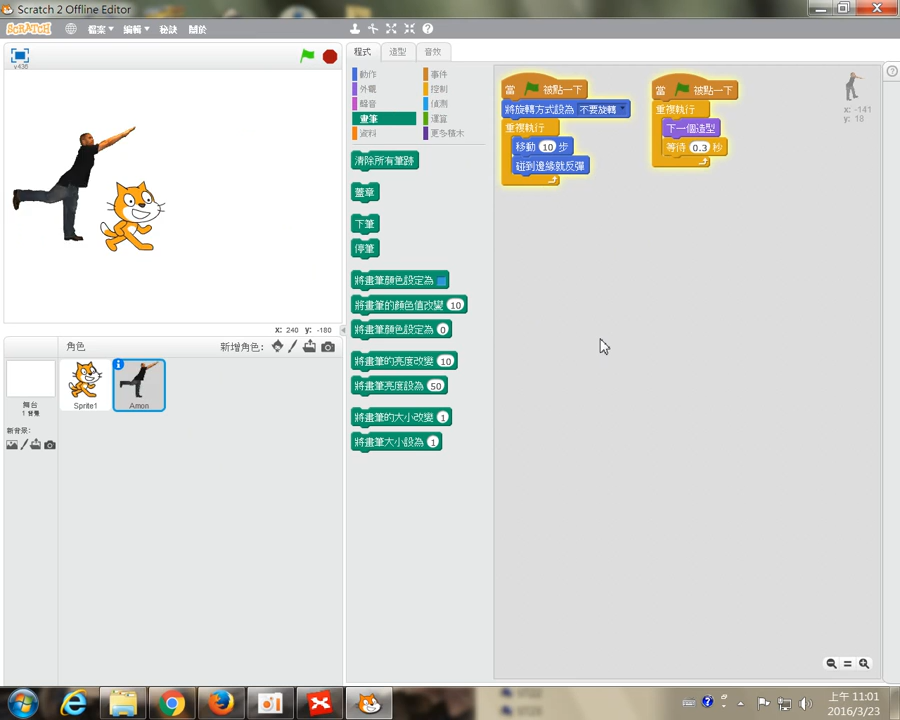 Scratch 2 Offline Editor
SCRATCH 檔案 編輯 秘訣 關於
v438
程式 造型 音效
動作 事件
外觀 控制
聲音 偵測
畫筆 運算
資料 更多積木
清除所有筆跡
蓋章
下筆
停筆
將畫筆顏色設定為
將畫筆的顏色值改變 10
將畫筆顏色設定為 0
將畫筆的亮度改變 10
將畫筆亮度設為 50
將畫筆的大小改變 1
將畫筆大小設為 1
當 被點一下
將旋轉方式設為 不要旋轉
重複執行
移動 10 步
碰到邊緣就反彈
當 被點一下
重複執行
下一個造型
等待 0.3 秒
x: -141
y: 18
x: 240 y: -180
角色 新增角色:
舞台
1 背景
新背景:
Sprite1
Amon
上午 11:01
2016/3/23